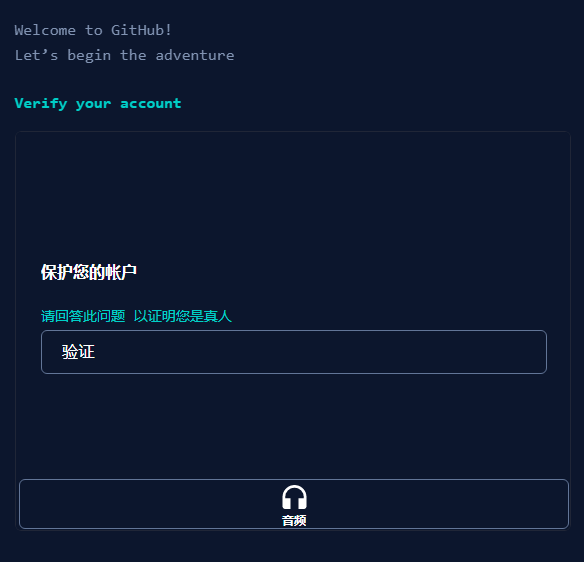 Welcome to GitHub!
Let’s begin the adventure
Verify your account
保护您的帐户
请回答此问题 以证明您是真人
验证
音频